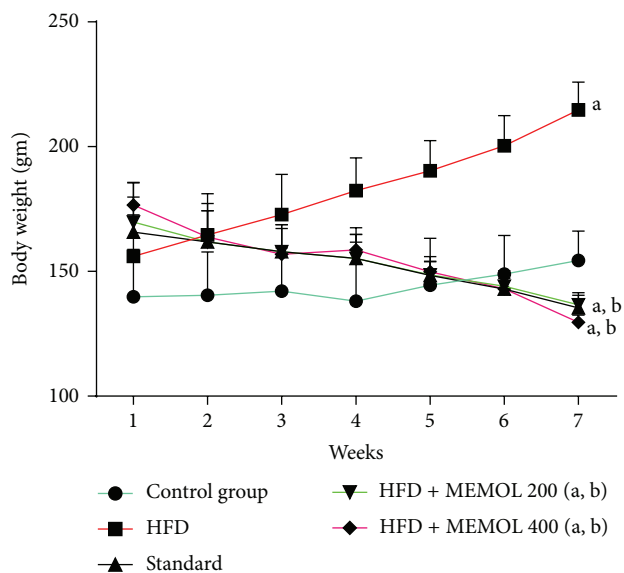 250
200
150
100
Body weight (gm)
a
a, b
a, b
1 2 3 4 5 6 7
Weeks
Control group
HFD
Standard
HFD + MEMOL 200 (a, b)
HFD + MEMOL 400 (a, b)